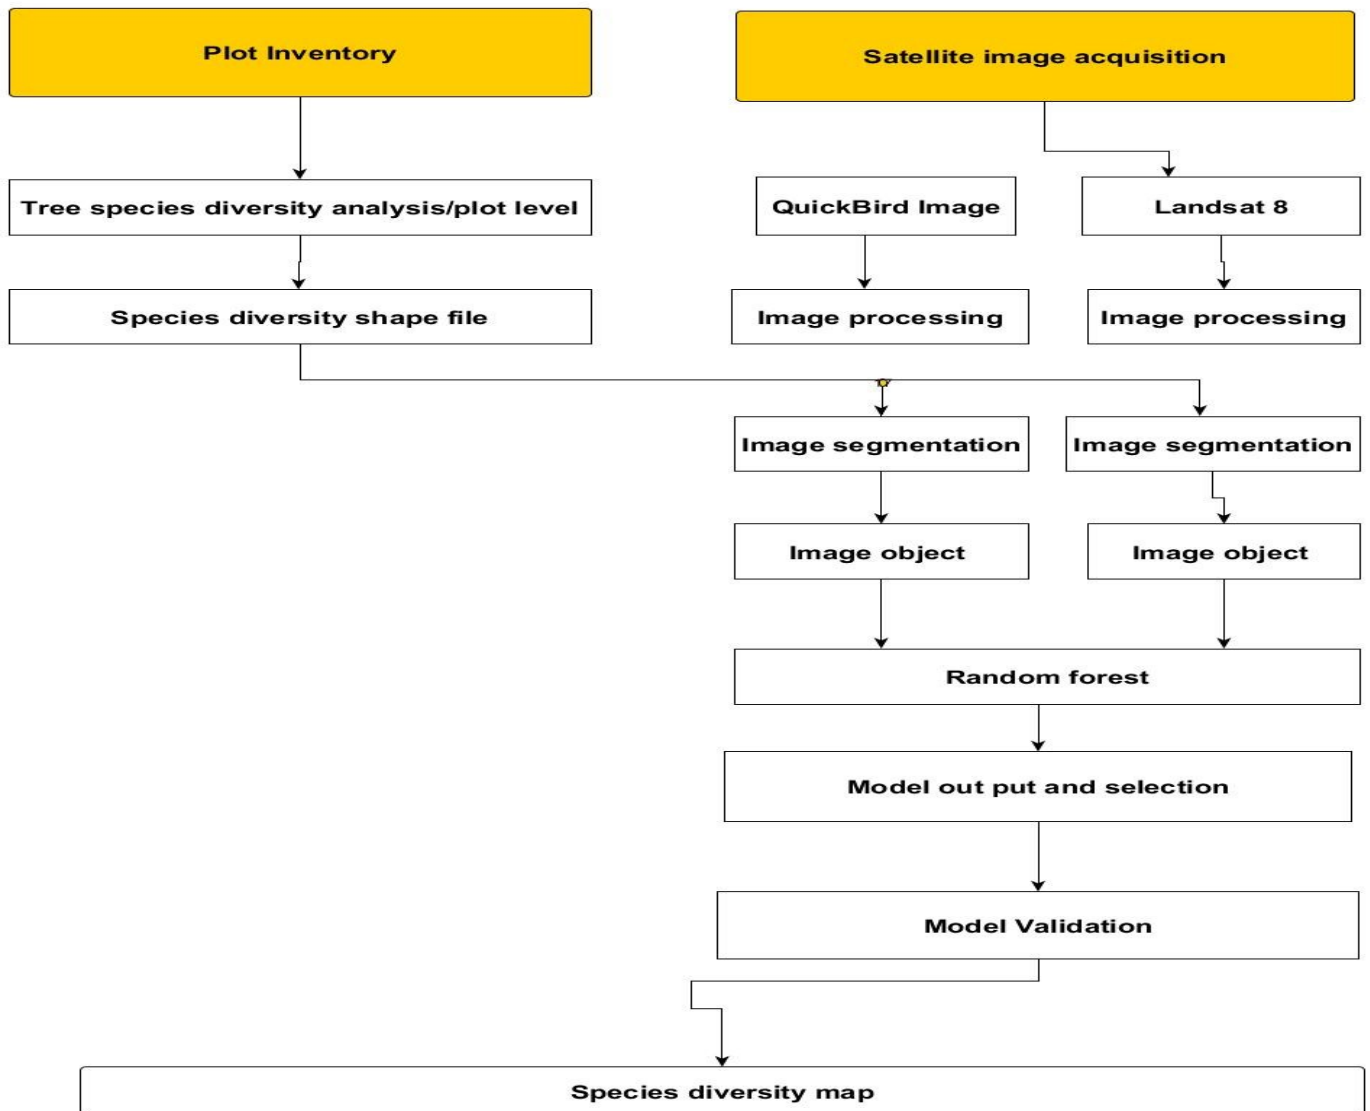 Plot Inventory
Satellite image acquisition
Tree species diversity analysis/plot level
QuickBird Image
Landsat 8
Species diversity shape file
Image processing
Image processing
Image segmentation
Image segmentation
Image object
Image object
Random forest
Model out put and selection
Model Validation
Species diversity map